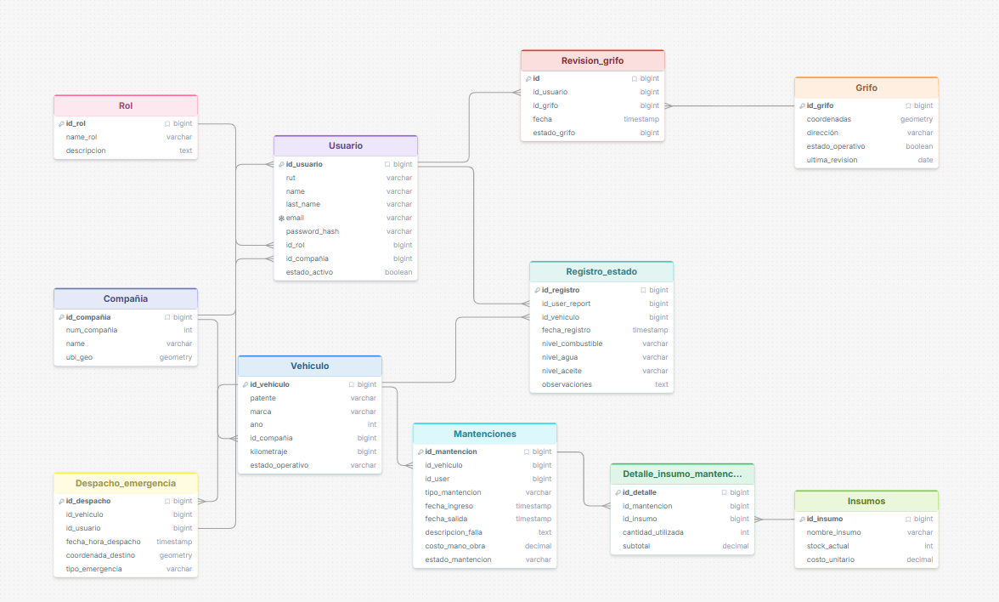 Rol
id_rol bigint
name_rol varchar
descripcion text
Usuario
id_usuario bigint
rut varchar
name varchar
last_name varchar
email varchar
password_hash varchar
id_rol bigint
id_compañia bigint
estado_activo boolean
Revision_grifo
id bigint
id_usuario bigint
id_grifo bigint
fecha timestamp
estado_grifo bigint
Grifo
id_grifo bigint
coordenadas geometry
dirección varchar
estado_operativo boolean
ultima_revision date
Compañia
id_compañia bigint
num_compañia int
name varchar
ubi_geo geometry
Registro_estado
id_registro bigint
id_user_report bigint
id_vehiculo bigint
fecha_registro timestamp
nivel_combustible varchar
nivel_agua varchar
nivel_aceite varchar
observaciones text
Vehiculo
id_vehiculo bigint
patente varchar
marca varchar
ano int
id_compañia bigint
kilometraje bigint
estado_operativo varchar
Despacho_emergencia
id_despacho bigint
id_vehiculo bigint
id_usuario bigint
fecha_hora_despacho timestamp
coordenada_destino geometry
tipo_emergencia varchar
Mantenciones
id_mantencion bigint
id_vehiculo bigint
id_user bigint
tipo_mantencion varchar
fecha_ingreso timestamp
fecha_salida timestamp
descripcion_falla text
costo_mano_obra decimal
estado_mantencion varchar
Detalle_insumo_mantenc...
id_detalle bigint
id_mantencion bigint
id_insumo bigint
cantidad_utilizada int
subtotal decimal
Insumos
id_insumo bigint
nombre_insumo varchar
stock_actual int
costo_unitario decimal